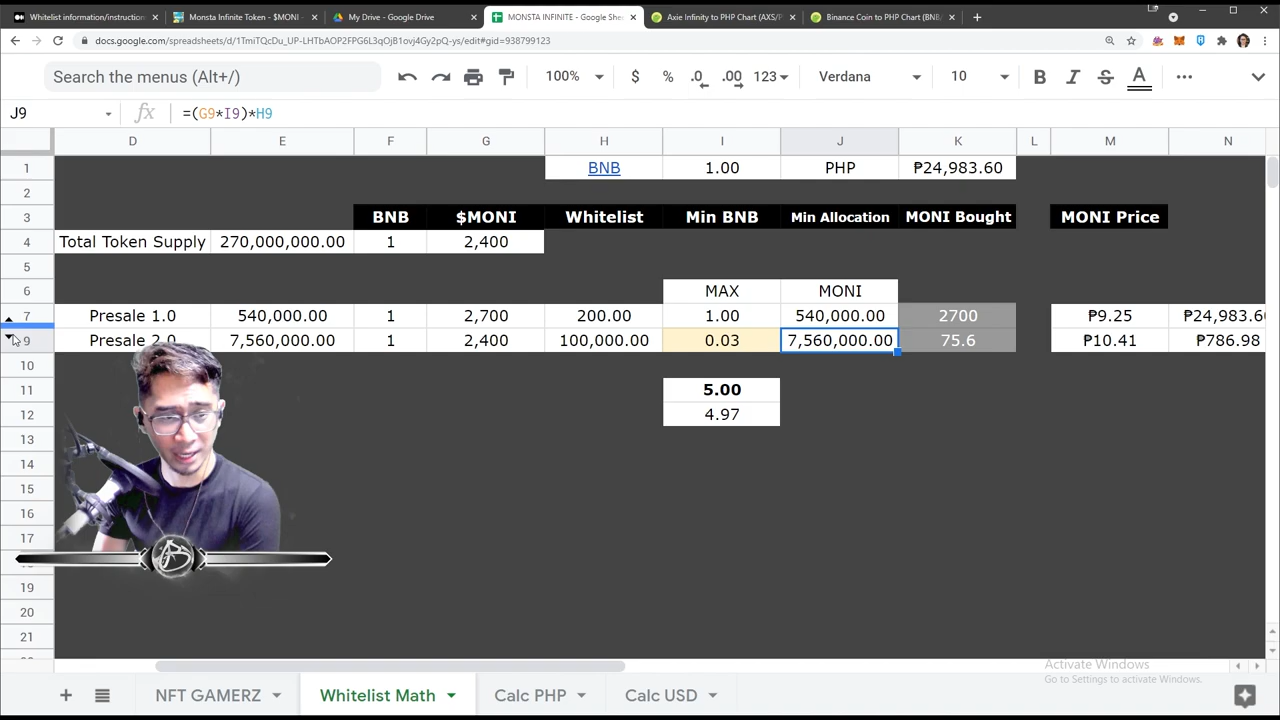 Whitelist information/instruction
Monsta Infinite Token - $MONI -
My Drive - Google Drive
MONSTA INFINITE - Google Shee
Axie Infinity to PHP Chart (AXS/P
Binance Coin to PHP Chart (BNB/
docs.google.com/spreadsheets/d/1TmiTQcDu_UP-LHTbAOP2FPG6L3qOjB1ovj4Gy2pQ-ys/edit#gid=938799123
Search the menus (Alt+/)
100%
$
%
.0
.00
123
Verdana
10
B
I
S
A
J9
fx
=(G9*I9)*H9
D
E
F
G
H
I
J
K
L
M
N
1
BNB
1.00
PHP
₱24,983.60
2
3
BNB
$MONI
Whitelist
Min BNB
Min Allocation
MONI Bought
MONI Price
4
Total Token Supply
270,000,000.00
1
2,400
5
6
MAX
MONI
7
Presale 1.0
540,000.00
1
2,700
200.00
1.00
540,000.00
2700
₱9.25
₱24,983.60
9
Presale 2.0
7,560,000.00
1
2,400
100,000.00
0.03
7,560,000.00
75.6
₱10.41
₱786.98
10
11
5.00
12
4.97
13
14
15
16
17
19
20
21
Activate Windows
Go to Settings to activate Windows.
NFT GAMERZ
Whitelist Math
Calc PHP
Calc USD